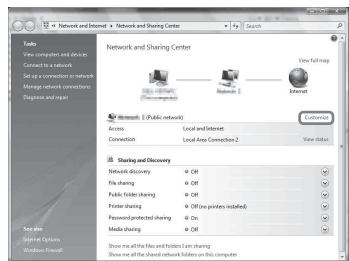 « Network and Internet ▸ Network and Sharing Center
Search
Tasks
View computers and devices
Connect to a network
Set up a connection or network
Manage network connections
Diagnose and repair
See also
Internet Options
Windows Firewall
Network and Sharing Center
View full map
Internet
(Public network)
Customize
Access Local and Internet
Connection Local Area Connection 2 View status
Sharing and Discovery
Network discovery Off
File sharing Off
Public folder sharing Off
Printer sharing Off (no printers installed)
Password protected sharing On
Media sharing Off
Show me all the files and folders I am sharing
Show me all the shared network folders on this computer